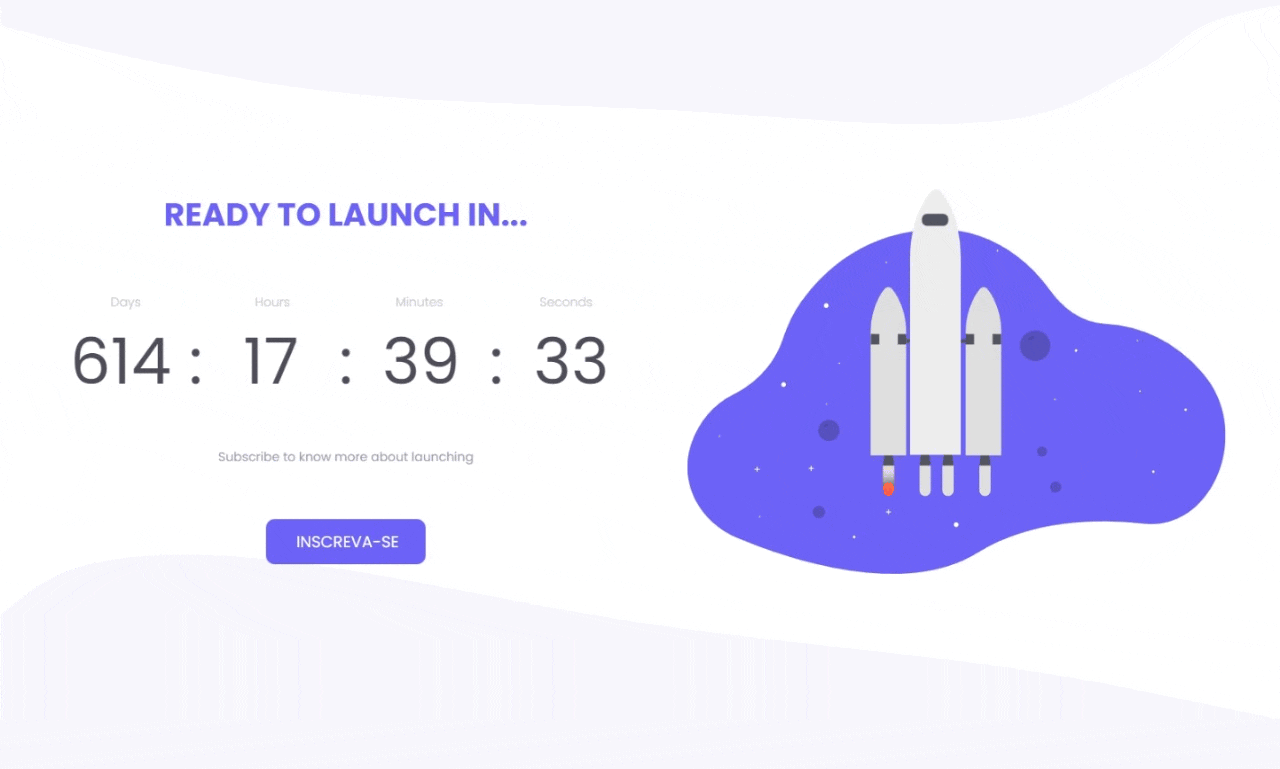 READY TO LAUNCH IN...
Days Hours Minutes Seconds
614 : 17 : 39 : 33
Subscribe to know more about launching
INSCREVA-SE